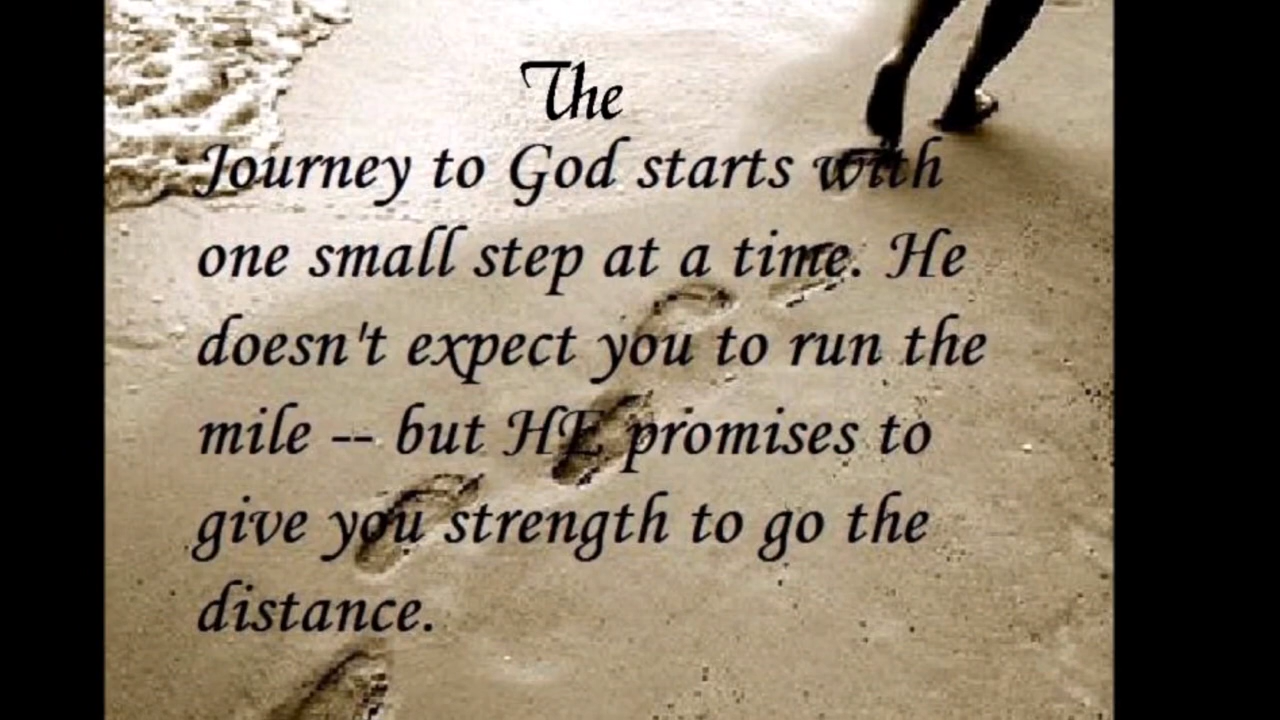 The
Journey to God starts with
one small step at a time. He
doesn't expect you to run the
mile -- but HE promises to
give you strength to go the
distance.